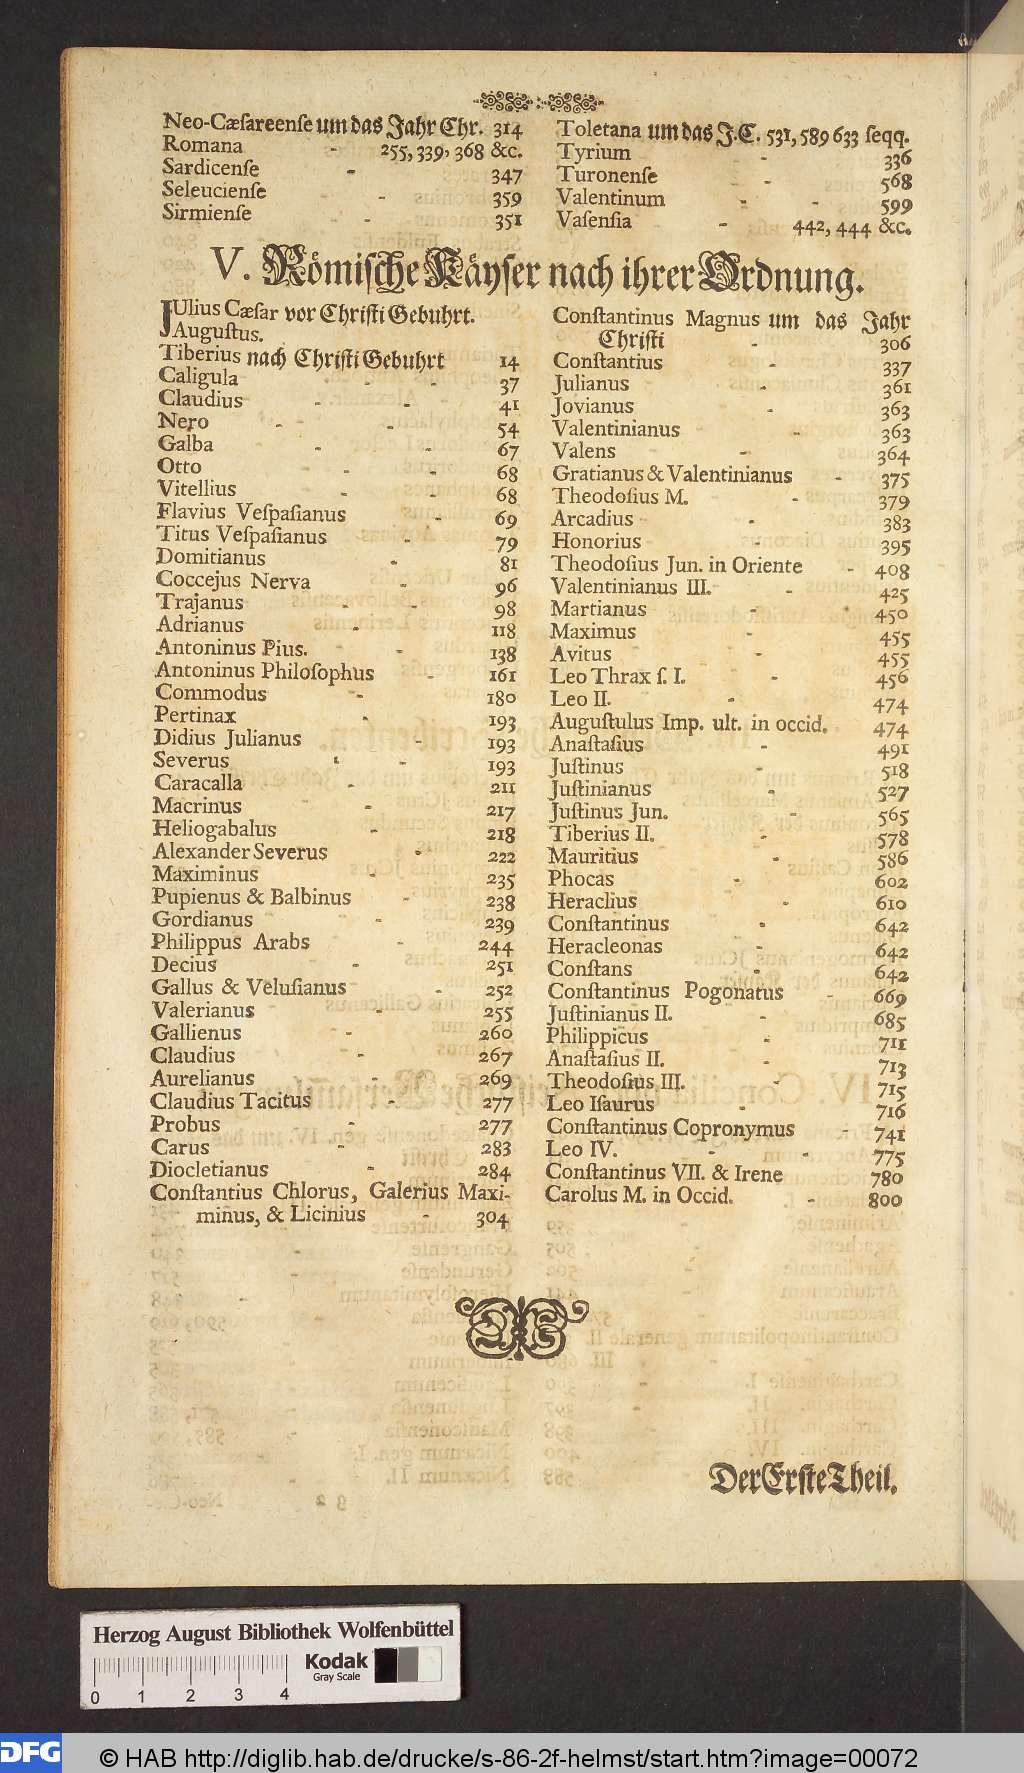 Neo-Cæſareenſe um das Jahr Chr. 314
Romana - 255, 339, 368 &c.
Sardicenſe - 347
Seleucienſe - 359
Sirmienſe - - 351
Toletana um das J. C. 531, 589 633 ſeqq.
Tyrium - 336
Turonenſe - 568
Valentinum - - 599
Vaſenſia - 442, 444 &c.
V. Römiſche Käyſer nach ihrer Ordnung.
JUlius Cæſar vor Chriſti Gebuhrt.
Auguſtus.
Tiberius nach Chriſti Gebuhrt 14
Caligula - - 37
Claudius - - 41
Nero - - 54
Galba - - 67
Otto - - 68
Vitellius - - 68
Flavius Veſpaſianus - 69
Titus Veſpaſianus - 79
Domitianus - 81
Coccejus Nerva - 96
Trajanus - - 98
Adrianus - 118
Antoninus Pius. - 138
Antoninus Philoſophus - 161
Commodus - 180
Pertinax - 193
Didius Julianus - 193
Severus - - 193
Caracalla - 211
Macrinus - 217
Heliogabalus - 218
Alexander Severus - 222
Maximinus - 235
Pupienus & Balbinus - 238
Gordianus - 239
Philippus Arabs - 244
Decius - 251
Gallus & Veluſianus - 252
Valerianus - 255
Gallienus - 260
Claudius - 267
Aurelianus - 269
Claudius Tacitus - 277
Probus - 277
Carus - 283
Diocletianus - 284
Conſtantius Chlorus, Galerius Maxi-
minus, & Licinius - 304
Conſtantinus Magnus um das Jahr
Chriſti - 306
Conſtantius - 337
Julianus - 361
Jovianus - 363
Valentinianus - 363
Valens - 364
Gratianus & Valentinianus - 375
Theodoſius M. - 379
Arcadius - 383
Honorius - 395
Theodoſius Jun. in Oriente - 408
Valentinianus III. - 425
Martianus - 450
Maximus - 455
Avitus - 455
Leo Thrax ſ. I. - 456
Leo II. - 474
Auguſtulus Imp. ult. in occid. 474
Anaſtaſius - 491
Juſtinus - 518
Juſtinianus - 527
Juſtinus Jun. - 565
Tiberius II. - 578
Mauritius - 586
Phocas - 602
Heraclius - 610
Conſtantinus - 642
Heracleonas - 642
Conſtans - 642
Conſtantinus Pogonatus - 669
Juſtinianus II. - 685
Philippicus - 711
Anaſtaſius II. - 713
Theodoſius III. - 715
Leo Iſaurus - 716
Conſtantinus Copronymus - 741
Leo IV. - - 775
Conſtantinus VII. & Irene 780
Carolus M. in Occid. - 800
Der Erſte Theil.
Herzog August Bibliothek Wolfenbüttel
Kodak
Gray Scale
0 1 2 3 4
DFG © HAB http://diglib.hab.de/drucke/s-86-2f-helmst/start.htm?image=00072